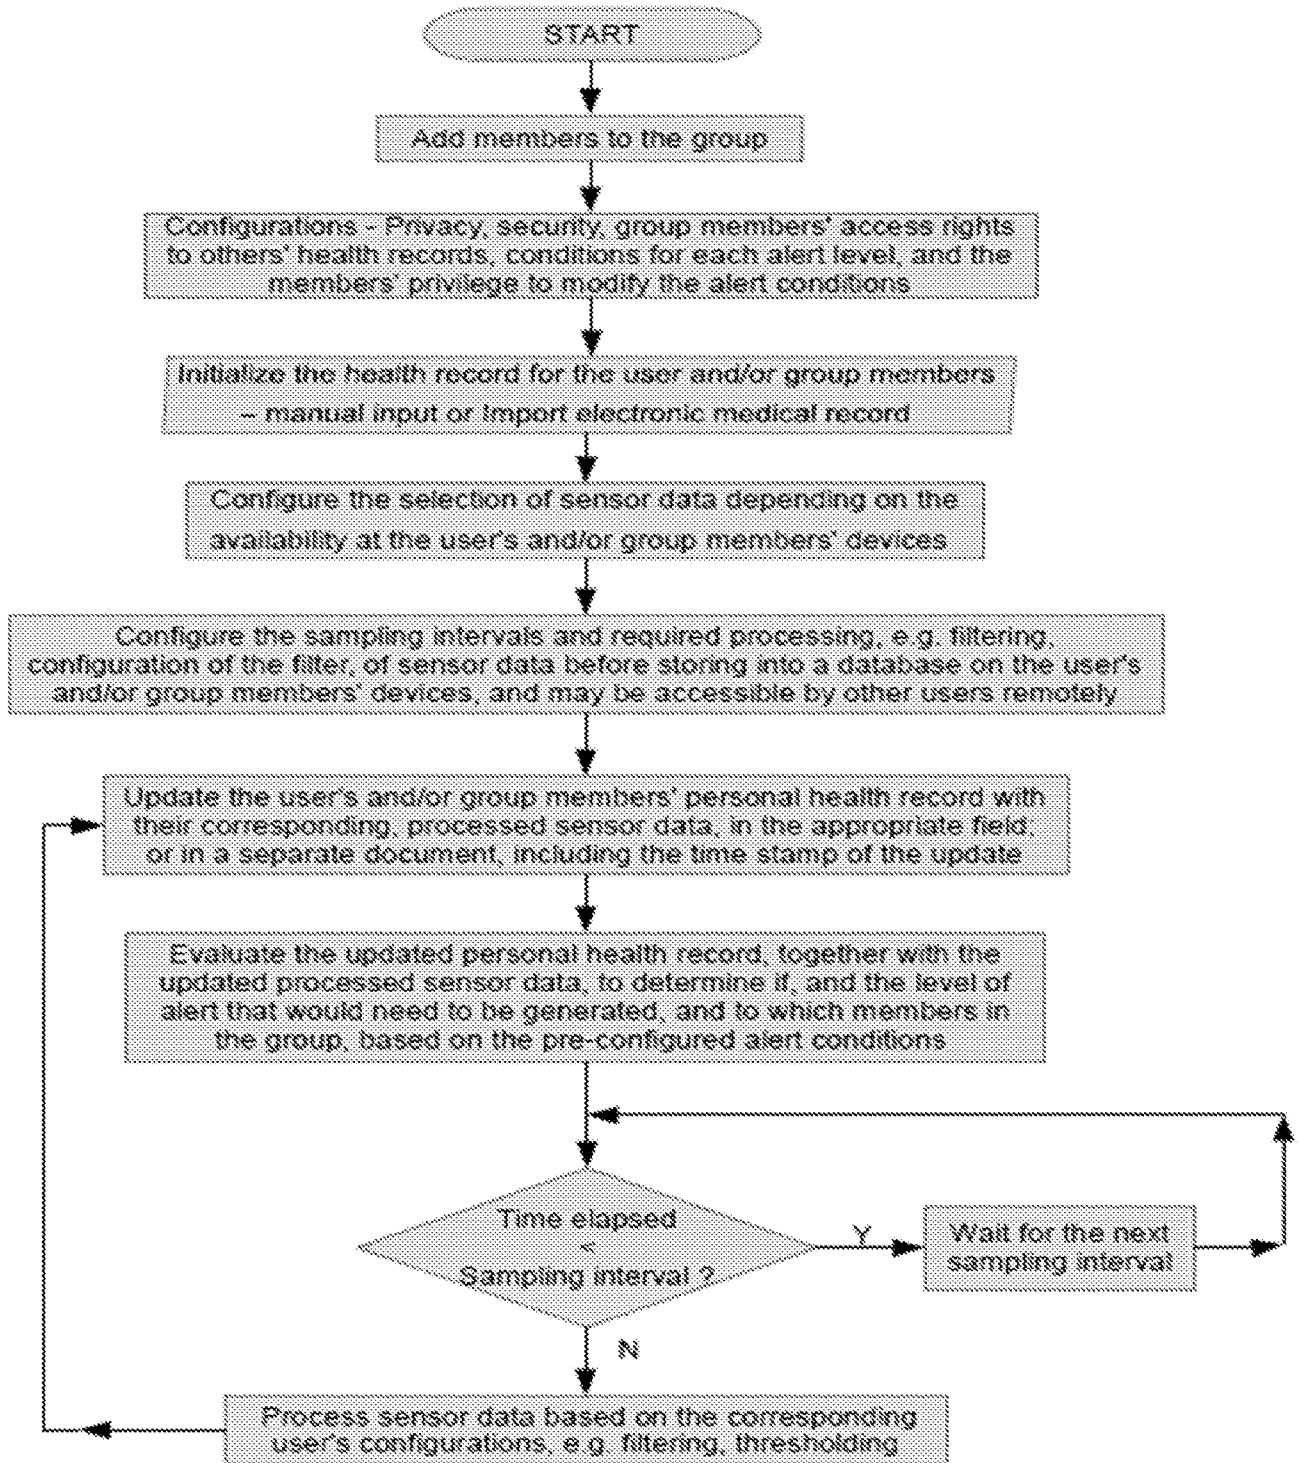 START
Add members to the group
Configurations - Privacy, security, group members' access rights
to others' health records, conditions for each alert level, and the
members' privilege to modify the alert conditions
Initialize the health record for the user and/or group members
– manual input or Import electronic medical record
Configure the selection of sensor data depending on the
availability at the user's and/or group members' devices
Configure the sampling intervals and required processing, e.g. filtering,
configuration of the filter, of sensor data before storing into a database on the user's
and/or group members' devices, and may be accessible by other users remotely
Update the user's and/or group members' personal health record with
their corresponding, processed sensor data, in the appropriate field;
or in a separate document, including the time stamp of the update
Evaluate the updated personal health record, together with the
updated processed sensor data, to determine if, and the level of
alert that would need to be generated, and to which members in
the group, based on the pre-configured alert conditions
Time elapsed
<
Sampling interval ?
Y
Wait for the next
sampling interval
N
Process sensor data based on the corresponding
user's configurations, e.g. filtering, thresholding